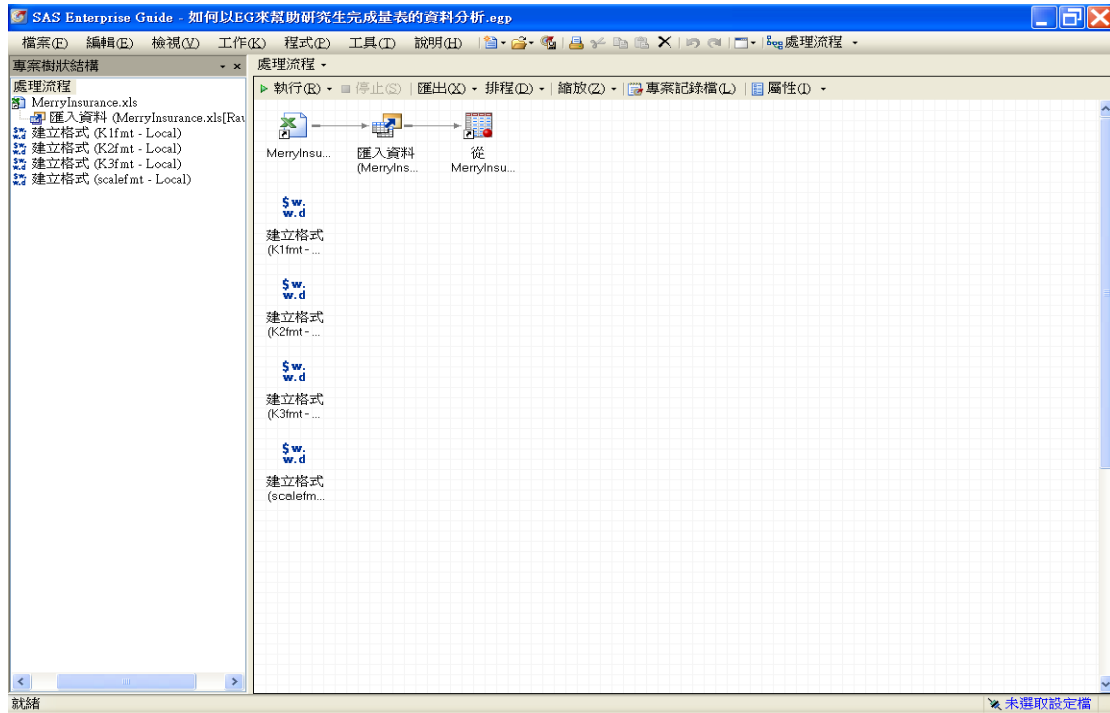 SAS Enterprise Guide - 如何以EG來幫助研究生完成量表的資料分析.egp
檔案(F) 編輯(E) 檢視(V) 工作(K) 程式(P) 工具(T) 說明(H) 處理流程
專案樹狀結構
處理流程
MerryInsurance.xls
匯入資料 (MerryInsurance.xls[Rau
建立格式 (K1fmt - Local)
建立格式 (K2fmt - Local)
建立格式 (K3fmt - Local)
建立格式 (scalefmt - Local)
處理流程
執行(R) 停止(S) 匯出(X) 排程(D) 縮放(Z) 專案記錄檔(L) 屬性(I)
MerryInsu...
匯入資料
(MerryIns...
從
MerryInsu...
$w.
w.d
建立格式
(K1fmt - ...
$w.
w.d
建立格式
(K2fmt - ...
$w.
w.d
建立格式
(K3fmt - ...
$w.
w.d
建立格式
(scalefm...
就緒
未選取設定檔